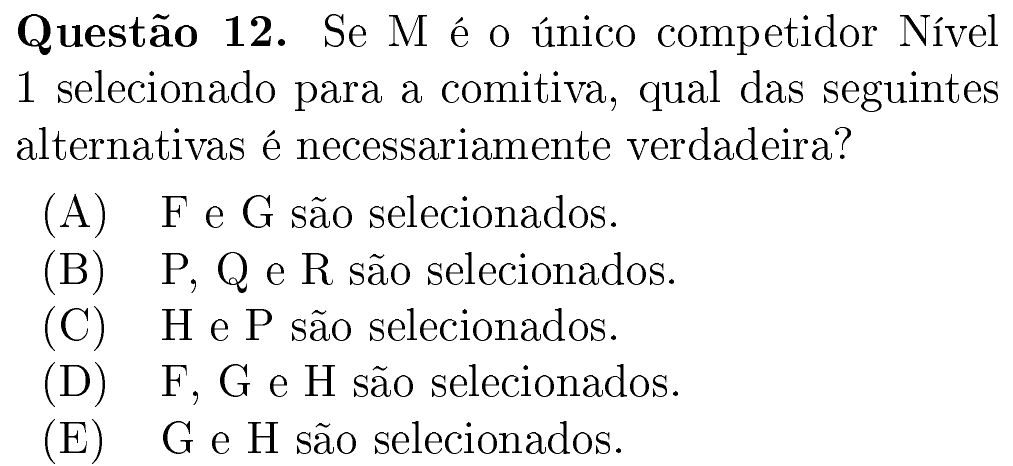 Questão 12. Se M é o único competidor Nível
1 selecionado para a comitiva, qual das seguintes
alternativas é necessariamente verdadeira?
(A) F e G são selecionados.
(B) P, Q e R são selecionados.
(C) H e P são selecionados.
(D) F, G e H são selecionados.
(E) G e H são selecionados.